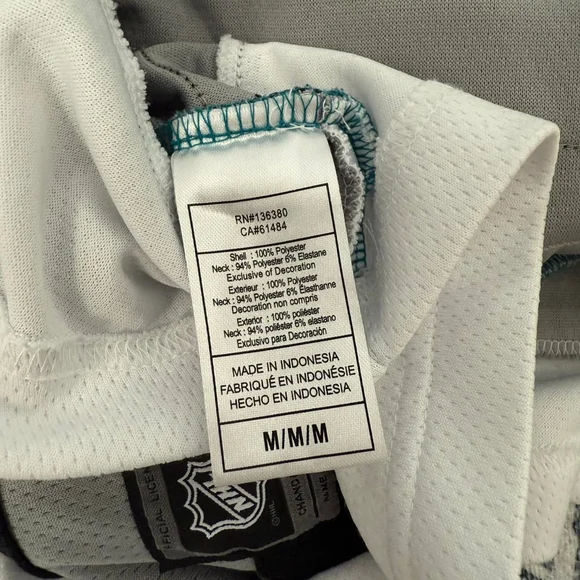 RN#136380
CA#61484
Shell : 100% Polyester
Neck : 94% Polyester 6% Elastane
Exclusive of Decoration
Exterieur : 100% Polyester
Neck : 94% Polyester 6% Élasthanne
Decoration non compris
Exterior : 100% poliéster
Neck : 94% poliéster 6% elastano
Exclusivo para Decoración
MADE IN INDONESIA
FABRIQUÉ EN INDONÉSIE
HECHO EN INDONESIA
M/M/M
NHL
©NHL